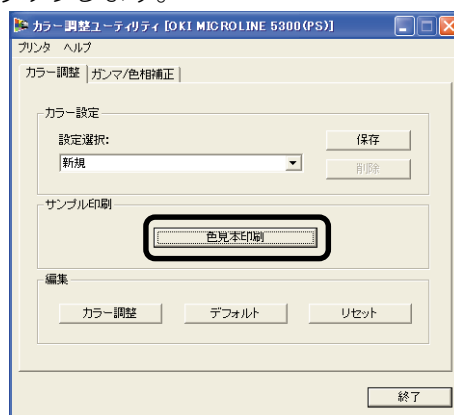 クリックします。
カラー調整ユーティリティ [OKI MICROLINE 5300(PS)]
プリンタ ヘルプ
カラー調整 ガンマ/色相補正
カラー設定
設定選択: 保存
新規 削除
サンプル印刷
色見本印刷
編集
カラー調整 デフォルト リセット
終了